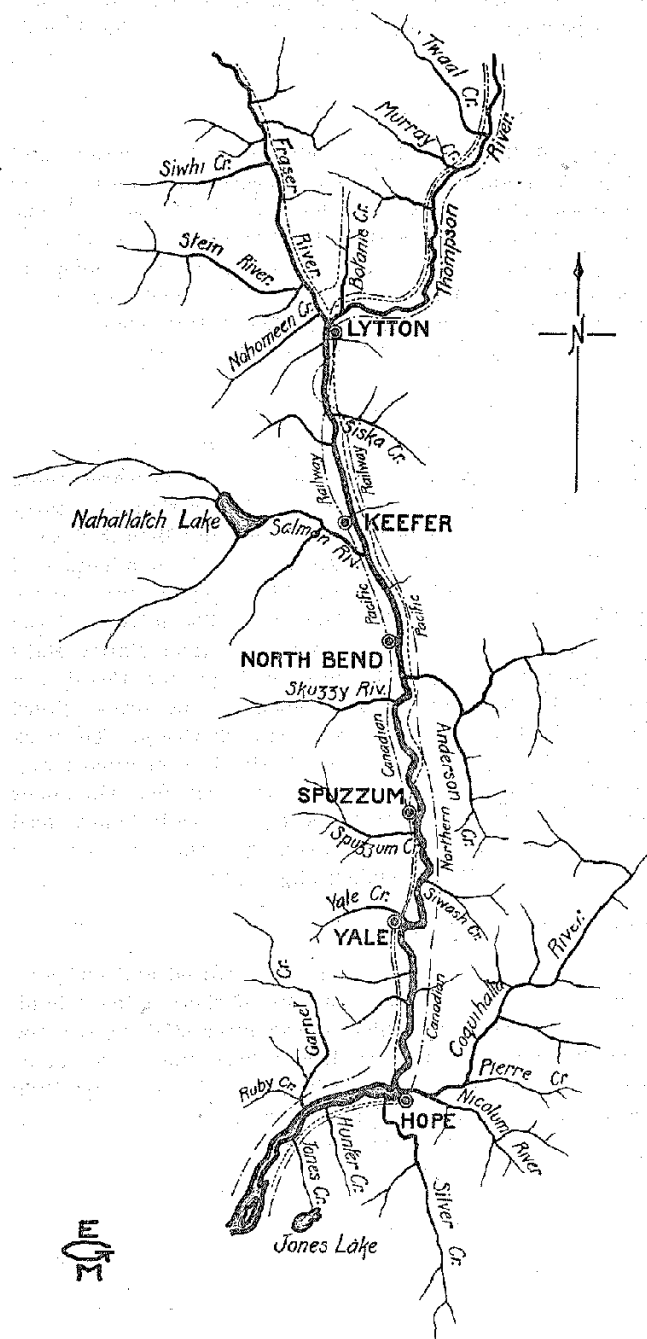 Twaal Cr.
Murray Cr.
River.
Fraser
Siwhi Cr.
Thompson
Botanie Cr.
Stein River.
River.
N
Nohomeen Cr.
LYTTON
Siska Cr.
Railway
Railway
Nahatlatch Lake
KEEFER
Salmon Riv.
Pacific
Pacific
NORTH BEND
Skuzzy Riv.
Anderson
Canadian
SPUZZUM
Northern
Cr.
Spuzzum Cr.
Yale Cr.
Siwash Cr.
YALE
River.
Cr.
Canadian
Coquihalla
Garnet
Pierre Cr
Ruby Cr.
Nicolum River
HOPE
Hunter Cr.
Jones Cr.
Silver Cr.
Jones Lake
E
G
M